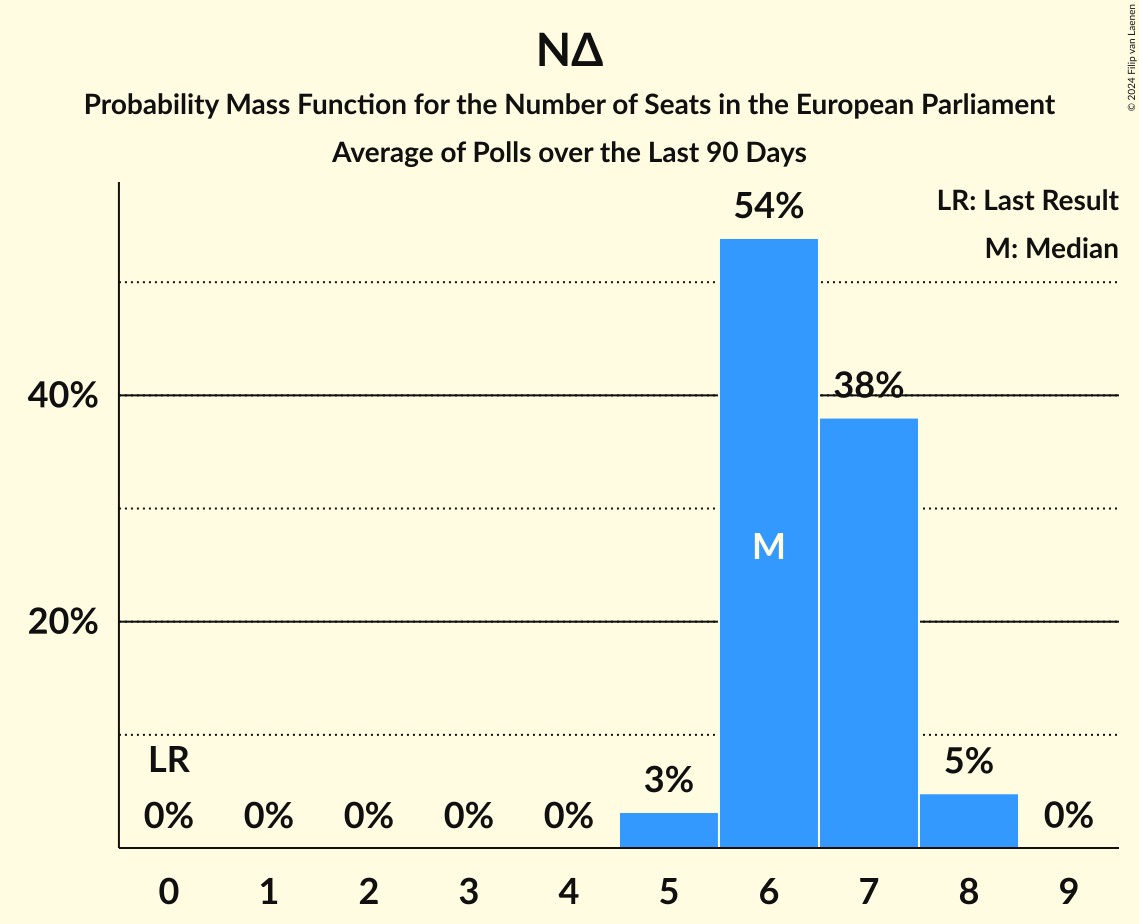 NΔ
Probability Mass Function for the Number of Seats in the European Parliament
Average of Polls over the Last 90 Days
© 2024 Filip van Laenen
LR: Last Result
M: Median
54%
40%
38%
M
20%
LR
0%
0%
0%
0%
0%
3%
5%
0%
0
1
2
3
4
5
6
7
8
9